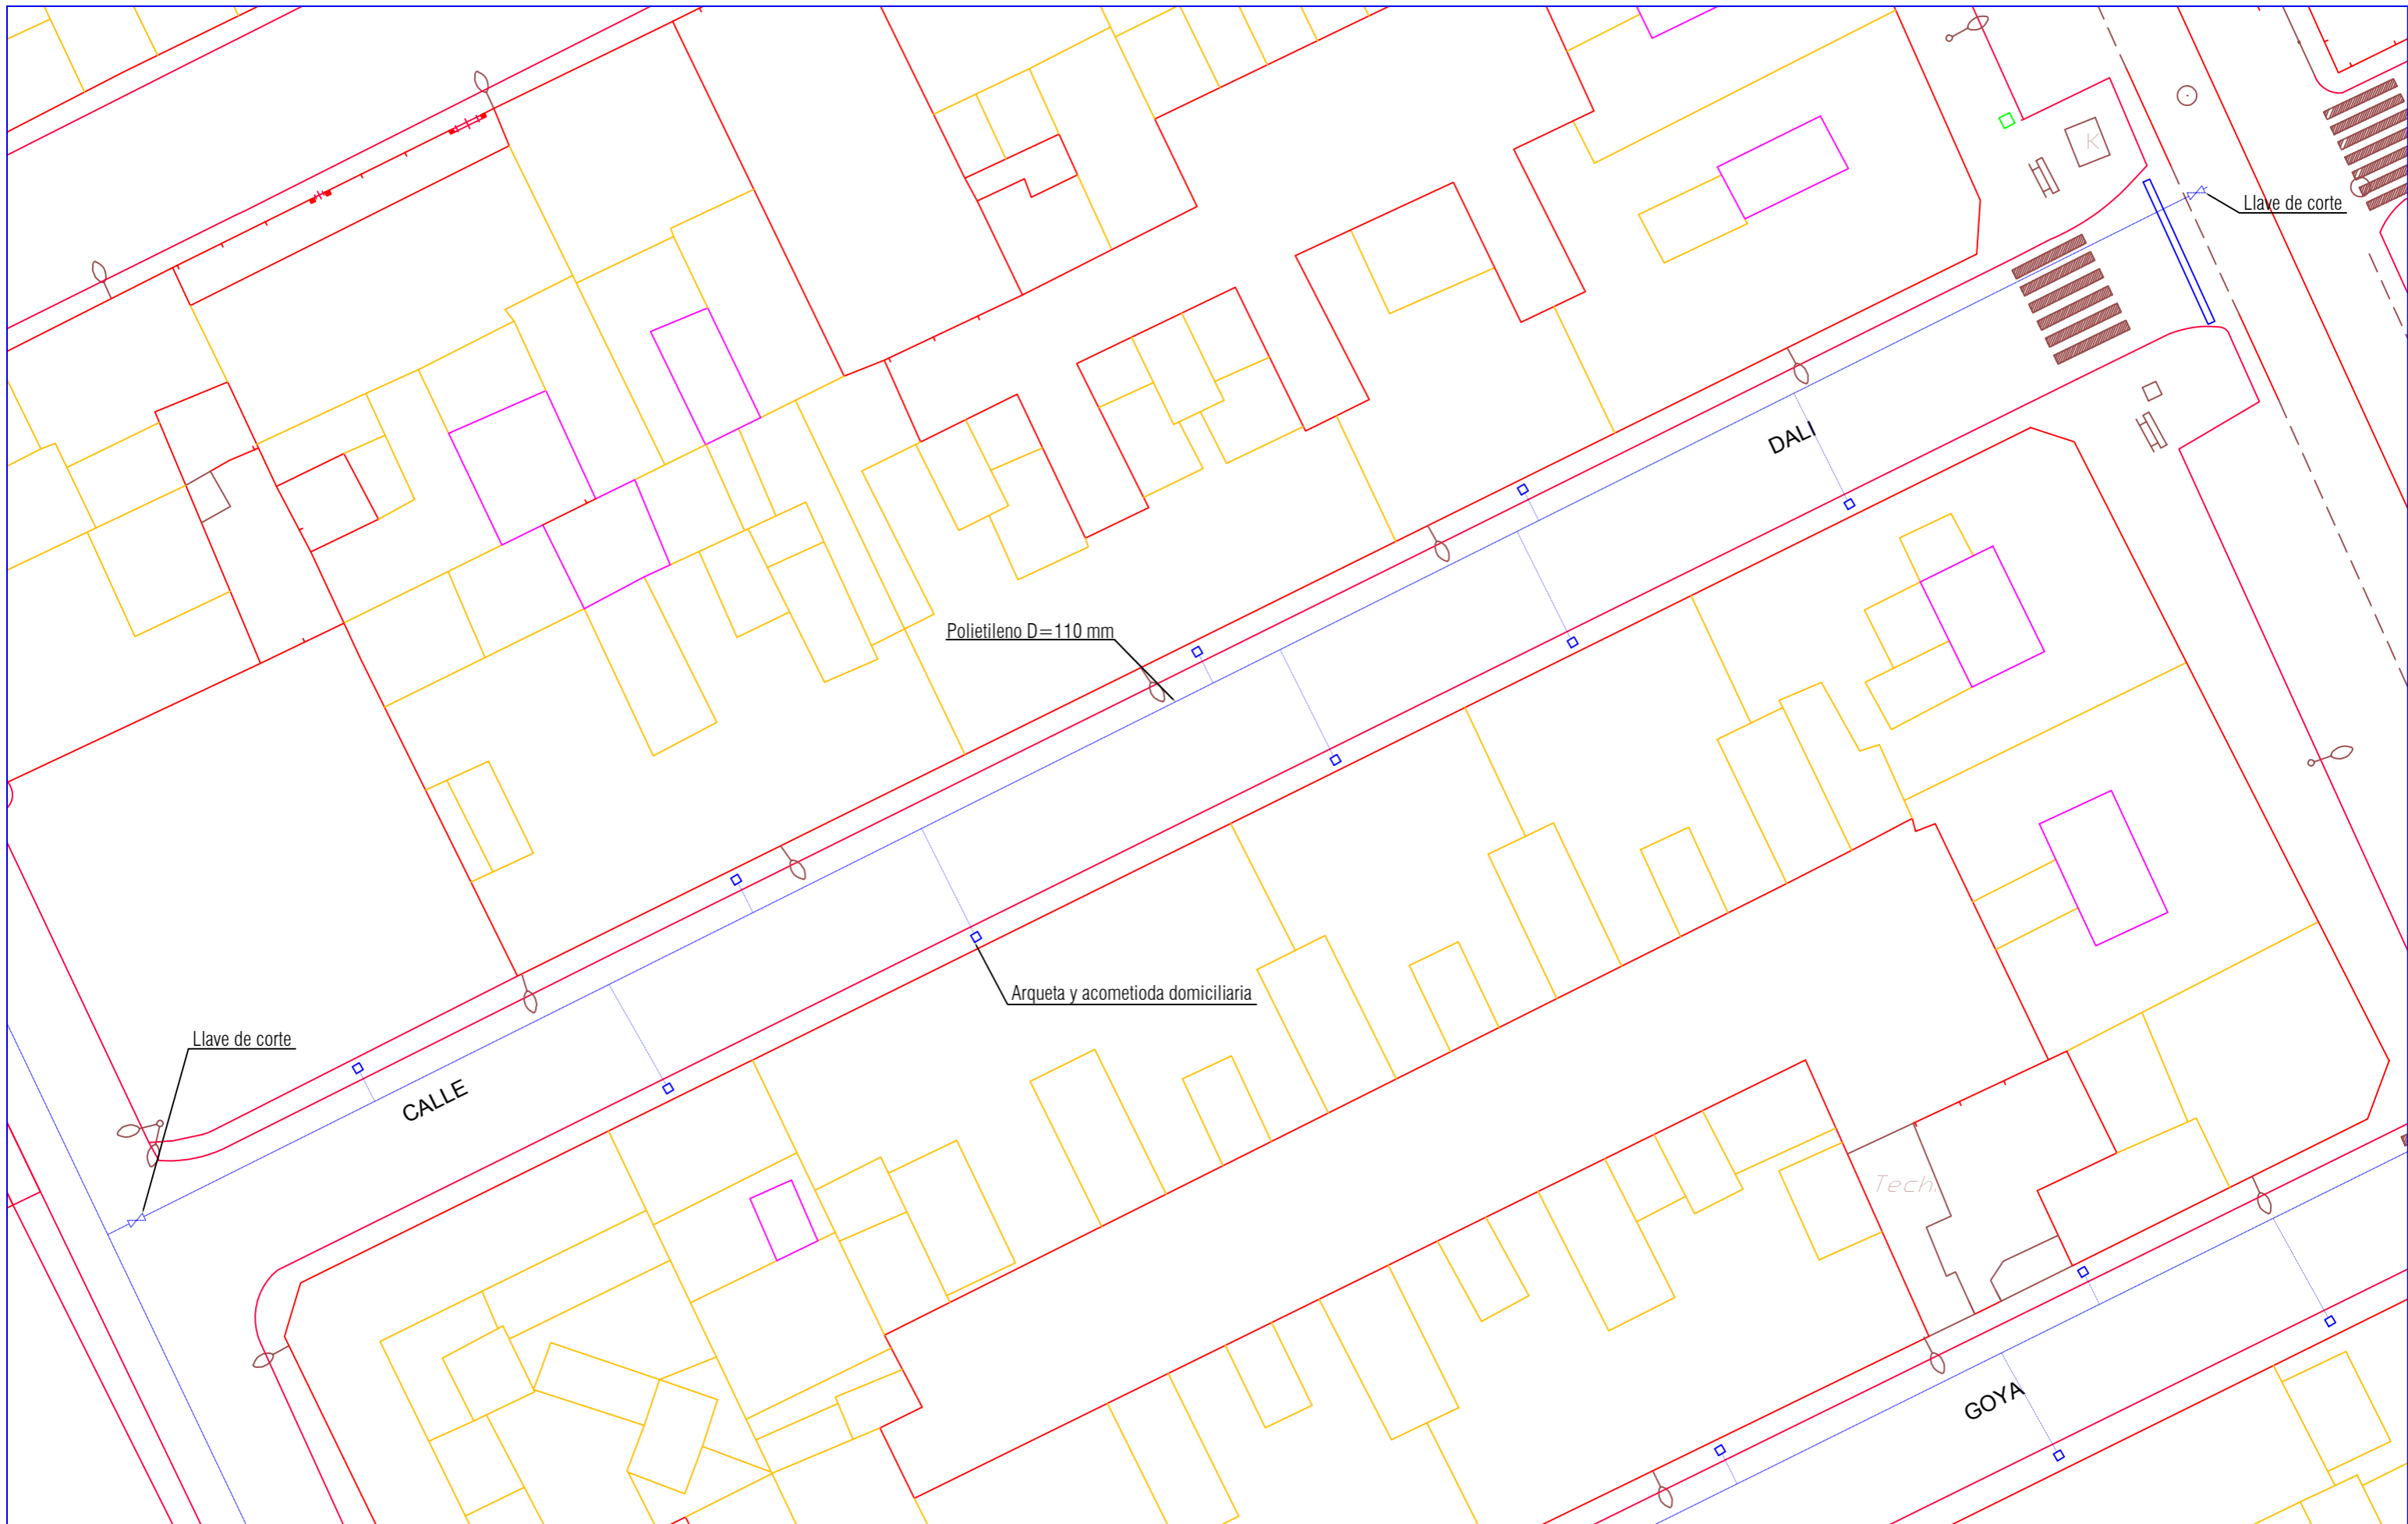 K
Llave de corte
DALI
Polietileno D=110 mm
Arqueta y acometioda domiciliaria
Llave de corte
CALLE
Tech.
GOYA